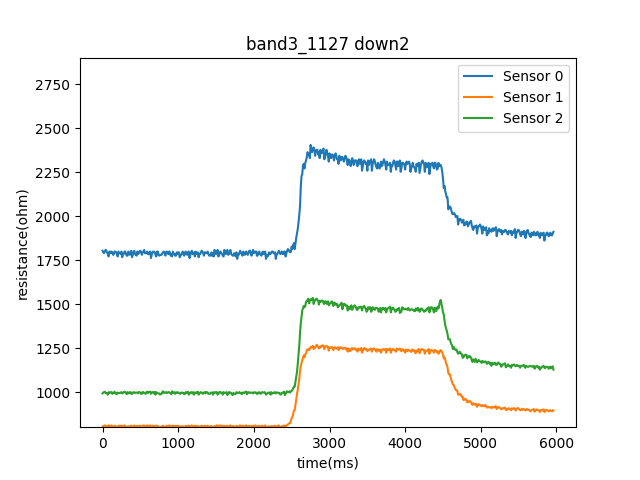 band3_1127 down2
Sensor 0
Sensor 1
Sensor 2
2750
2500
2250
2000
1750
1500
1250
1000
resistance(ohm)
0 1000 2000 3000 4000 5000 6000
time(ms)